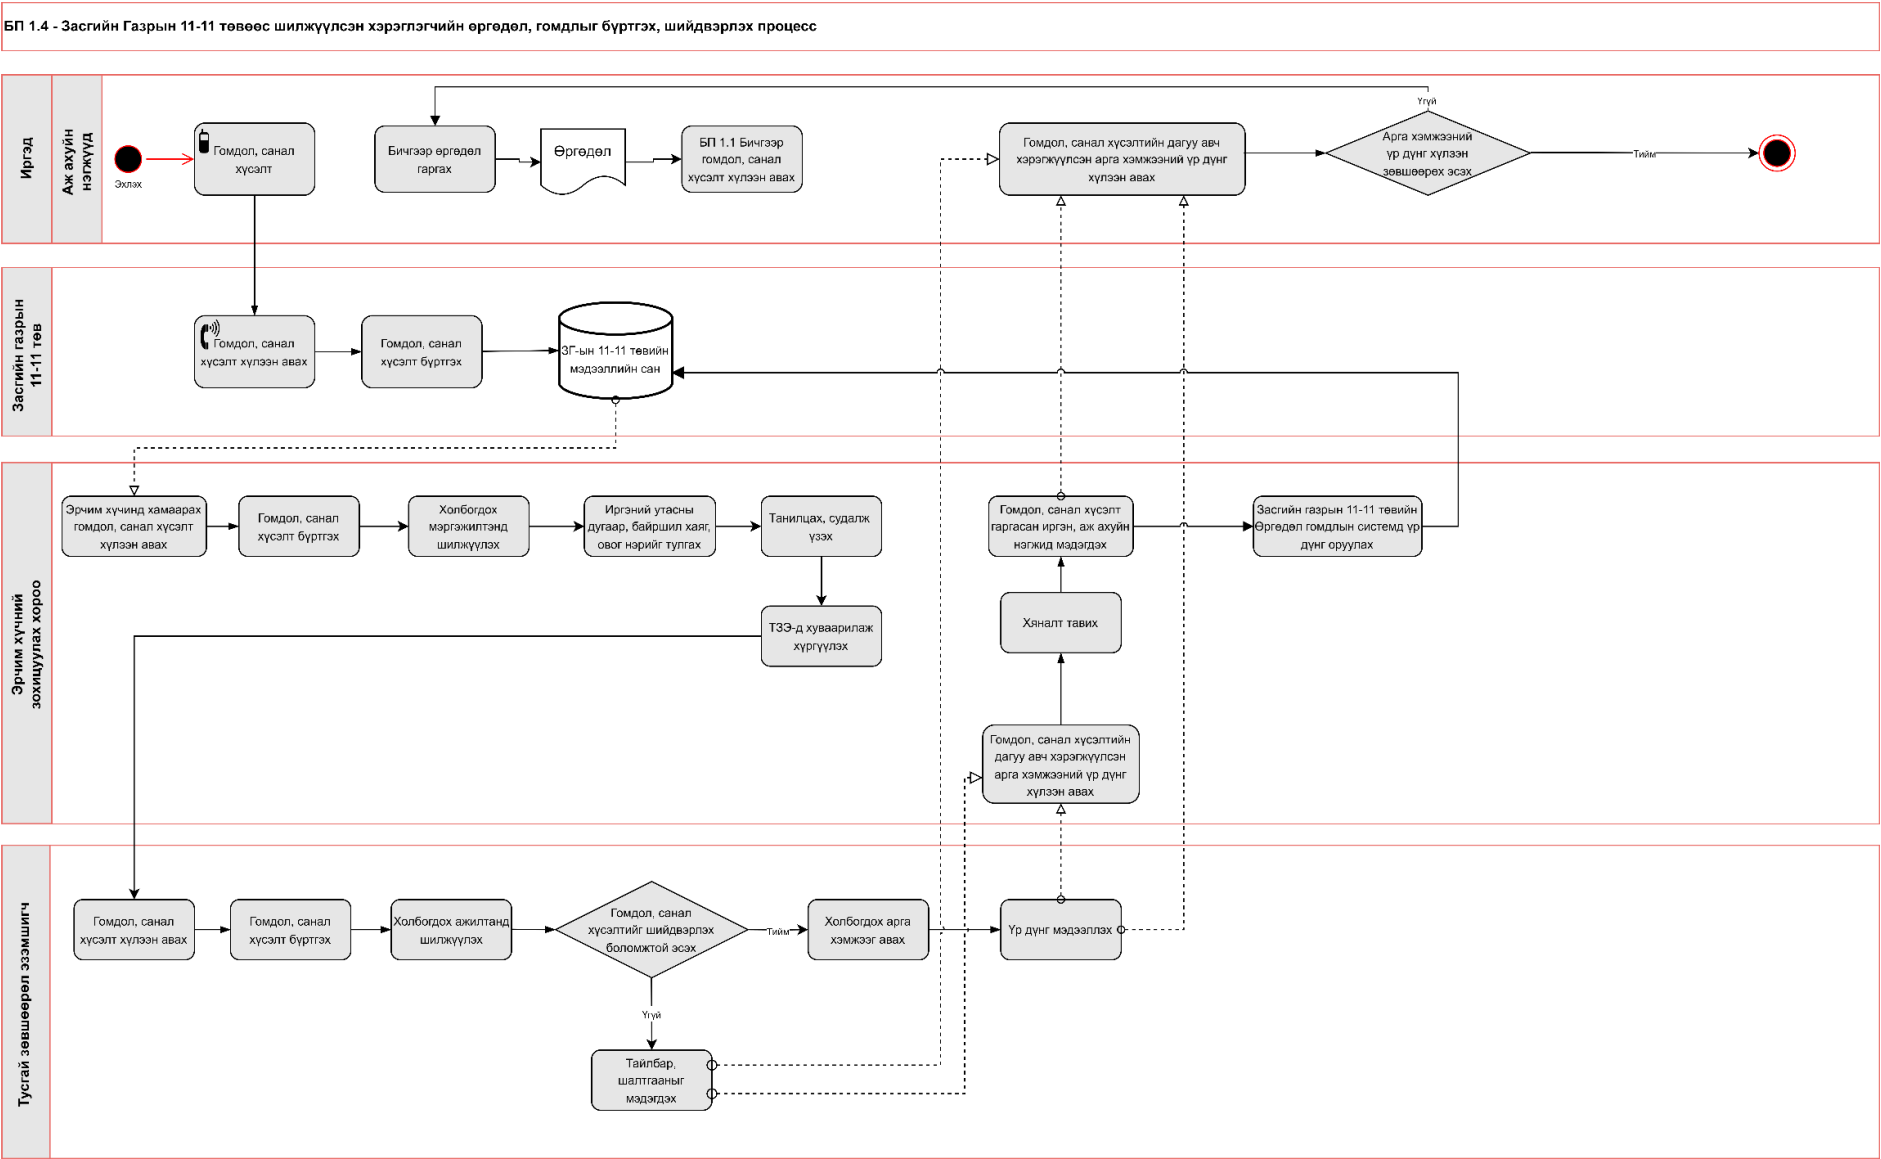 БП 1.4 - Засгийн Газрын 11-11 төвөөс шилжүүлсэн хэрэглэгчийн өргөдөл, гомдлыг бүртгэх, шийдвэрлэх процесс
Иргэд
Аж ахуйн
нэгжүүд
Эхлэх
Гомдол, санал
хүсэлт
Бичгээр өргөдөл
гаргах
Өргөдөл
БП 1.1 Бичгээр
гомдол, санал
хүсэлт хүлээн авах
Гомдол, санал хүсэлтийн дагуу авч
хэрэгжүүлсэн арга хэмжээний үр дүнг
хүлээн авах
Үгүй
Арга хэмжээний
үр дүнг хүлээн
зөвшөөрөх эсэх
Тийм
Засгийн газрын
11-11 төв
Гомдол, санал
хүсэлт хүлээн авах
Гомдол, санал
хүсэлт бүртгэх
ЗГ-ын 11-11 төвийн
мэдээллийн сан
Эрчим хүчний
зохицуулах хороо
Эрчим хүчинд хамаарах
гомдол, санал хүсэлт
хүлээн авах
Гомдол, санал
хүсэлт бүртгэх
Холбогдох
мэргэжилтэнд
шилжүүлэх
Иргэний утасны
дугаар, байршил хаяг,
овог нэрийг тулгах
Танилцах, судалж
үзэх
ТЗЭ-д хуваарилаж
хүргүүлэх
Гомдол, санал хүсэлт
гаргасан иргэн, аж ахуйн
нэгжид мэдэгдэх
Засгийн газрын 11-11 төвийн
Өргөдөл гомдлын системд үр
дүнг оруулах
Хяналт тавих
Гомдол, санал хүсэлтийн
дагуу авч хэрэгжүүлсэн
арга хэмжээний үр дүнг
хүлээн авах
Тусгай зөвшөөрөл эзэмшигч
Гомдол, санал
хүсэлт хүлээн авах
Гомдол, санал
хүсэлт бүртгэх
Холбогдох ажилтанд
шилжүүлэх
Гомдол, санал
хүсэлтийг шийдвэрлэх
боломжтой эсэх
Тийм
Холбогдох арга
хэмжээг авах
Үр дүнг мэдээллэх
Үгүй
Тайлбар,
шалтгааныг
мэдэгдэх